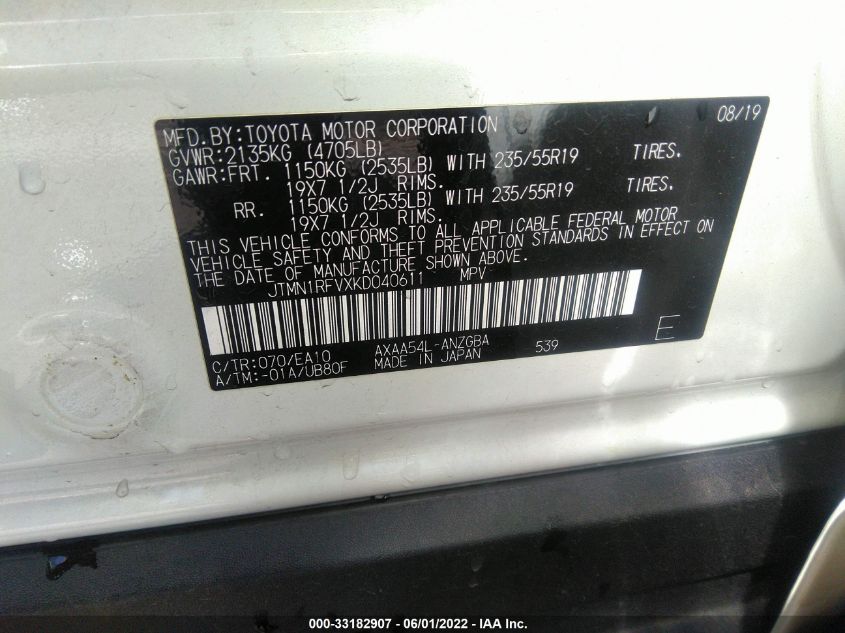 08/19
MFD.BY:TOYOTA MOTOR CORPORATION
GVWR:2135KG (4705LB)
GAWR:FRT. 1150KG (2535LB) WITH 235/55R19 TIRES.
19X7 1/2J RIMS.
RR. 1150KG (2535LB) WITH 235/55R19 TIRES.
19X7 1/2J RIMS.
THIS VEHICLE CONFORMS TO ALL APPLICABLE FEDERAL MOTOR
VEHICLE SAFETY AND THEFT PREVENTION STANDARDS IN EFFECT ON
THE DATE OF MANUFACTURE SHOWN ABOVE.
JTMN1RFVXKD040611 MPV
E
C/TR:070/EA10 AXAA54L-ANZGBA 539
A/TM:-01A/UB80F MADE IN JAPAN
000-33182907 - 06/01/2022 - IAA Inc.